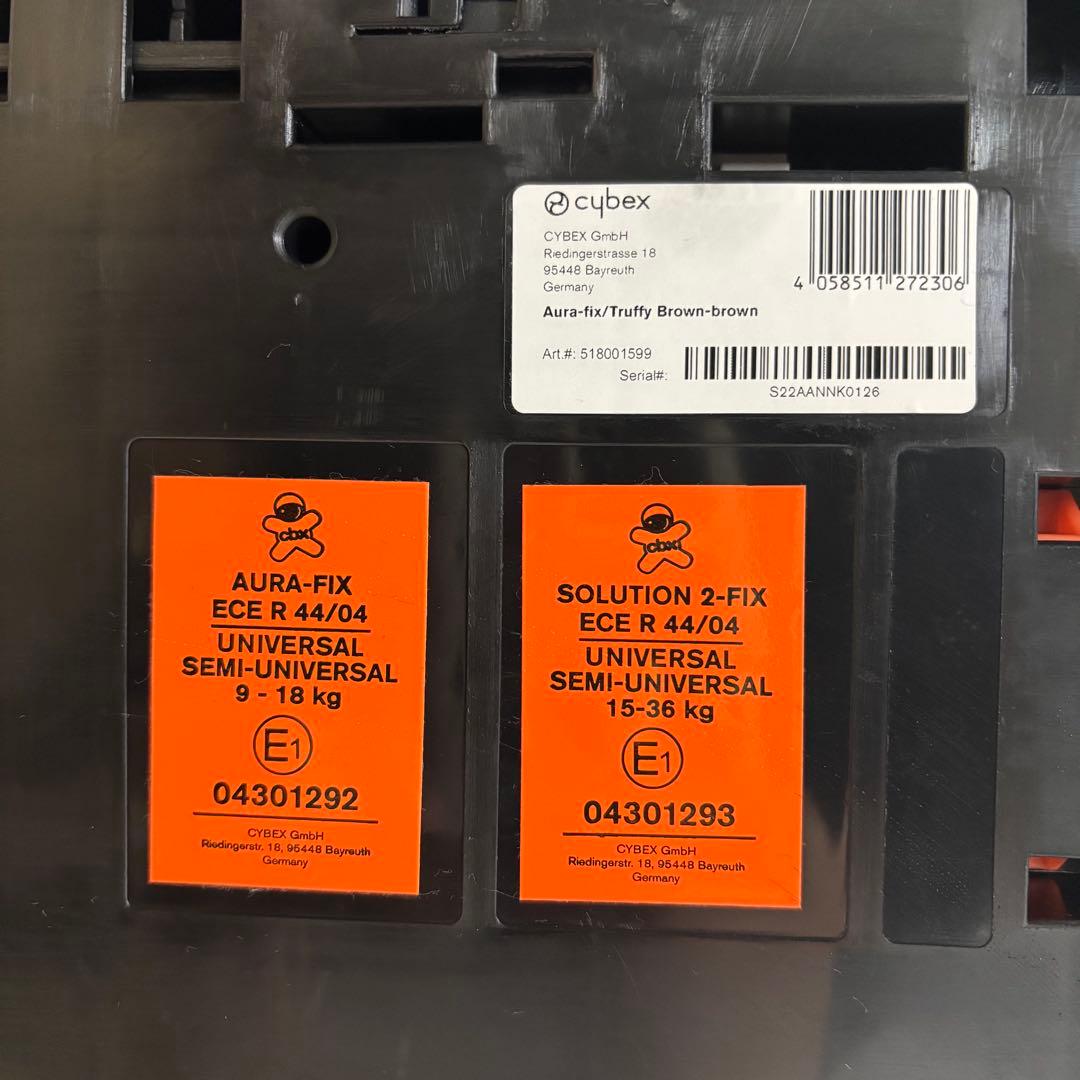 cybex
CYBEX GmbH
Riedingerstrasse 18
95448 Bayreuth
Germany
4 058511 272306
Aura-fix/Truffy Brown-brown
Art.#: 518001599
Serial#:
S22AANNK0126
cbx
AURA-FIX
ECE R 44/04
UNIVERSAL
SEMI-UNIVERSAL
9 - 18 kg
E1
04301292
CYBEX GmbH
Riedingerstr. 18, 95448 Bayreuth
Germany
cbx
SOLUTION 2-FIX
ECE R 44/04
UNIVERSAL
SEMI-UNIVERSAL
15-36 kg
E1
04301293
CYBEX GmbH
Riedingerstr. 18, 95448 Bayreuth
Germany